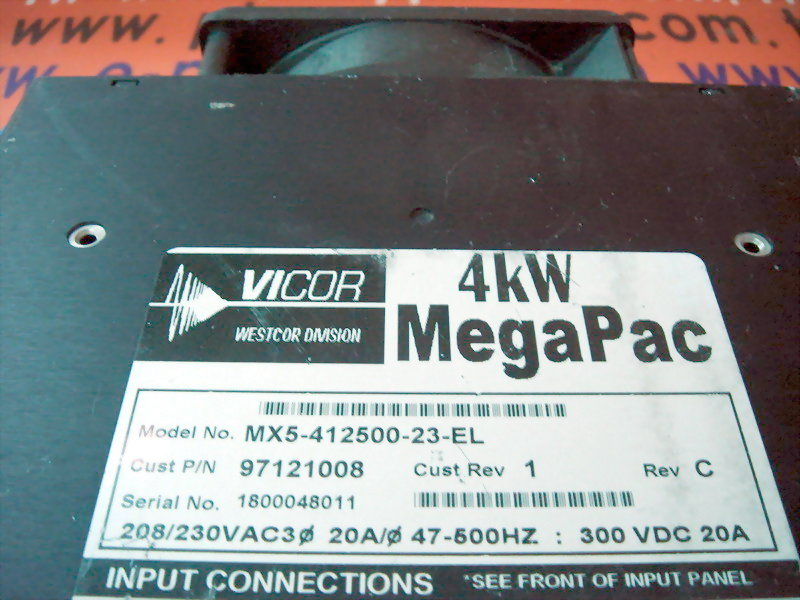 VICOR
WESTCOR DIVISION
4kW
MegaPac
Model No. MX5-412500-23-EL
Cust P/N 97121008 Cust Rev 1 Rev C
Serial No. 1800048011
208/230VAC3ø 20A/ø 47-500HZ : 300 VDC 20A
INPUT CONNECTIONS *SEE FRONT OF INPUT PANEL